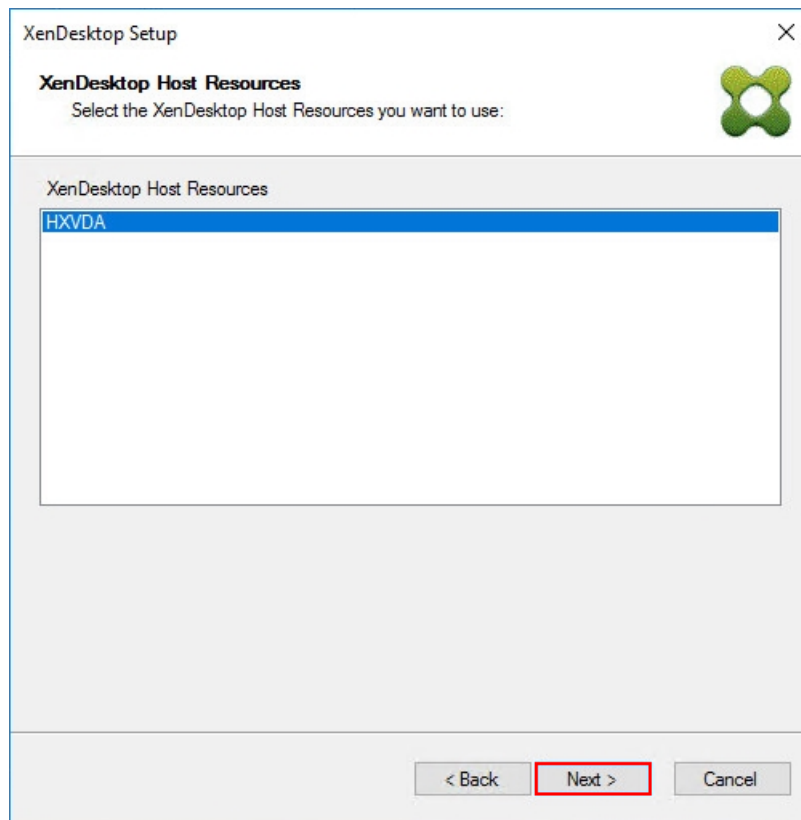 XenDesktop Setup
XenDesktop Host Resources
Select the XenDesktop Host Resources you want to use:
XenDesktop Host Resources
HXVDA
< Back Next > Cancel